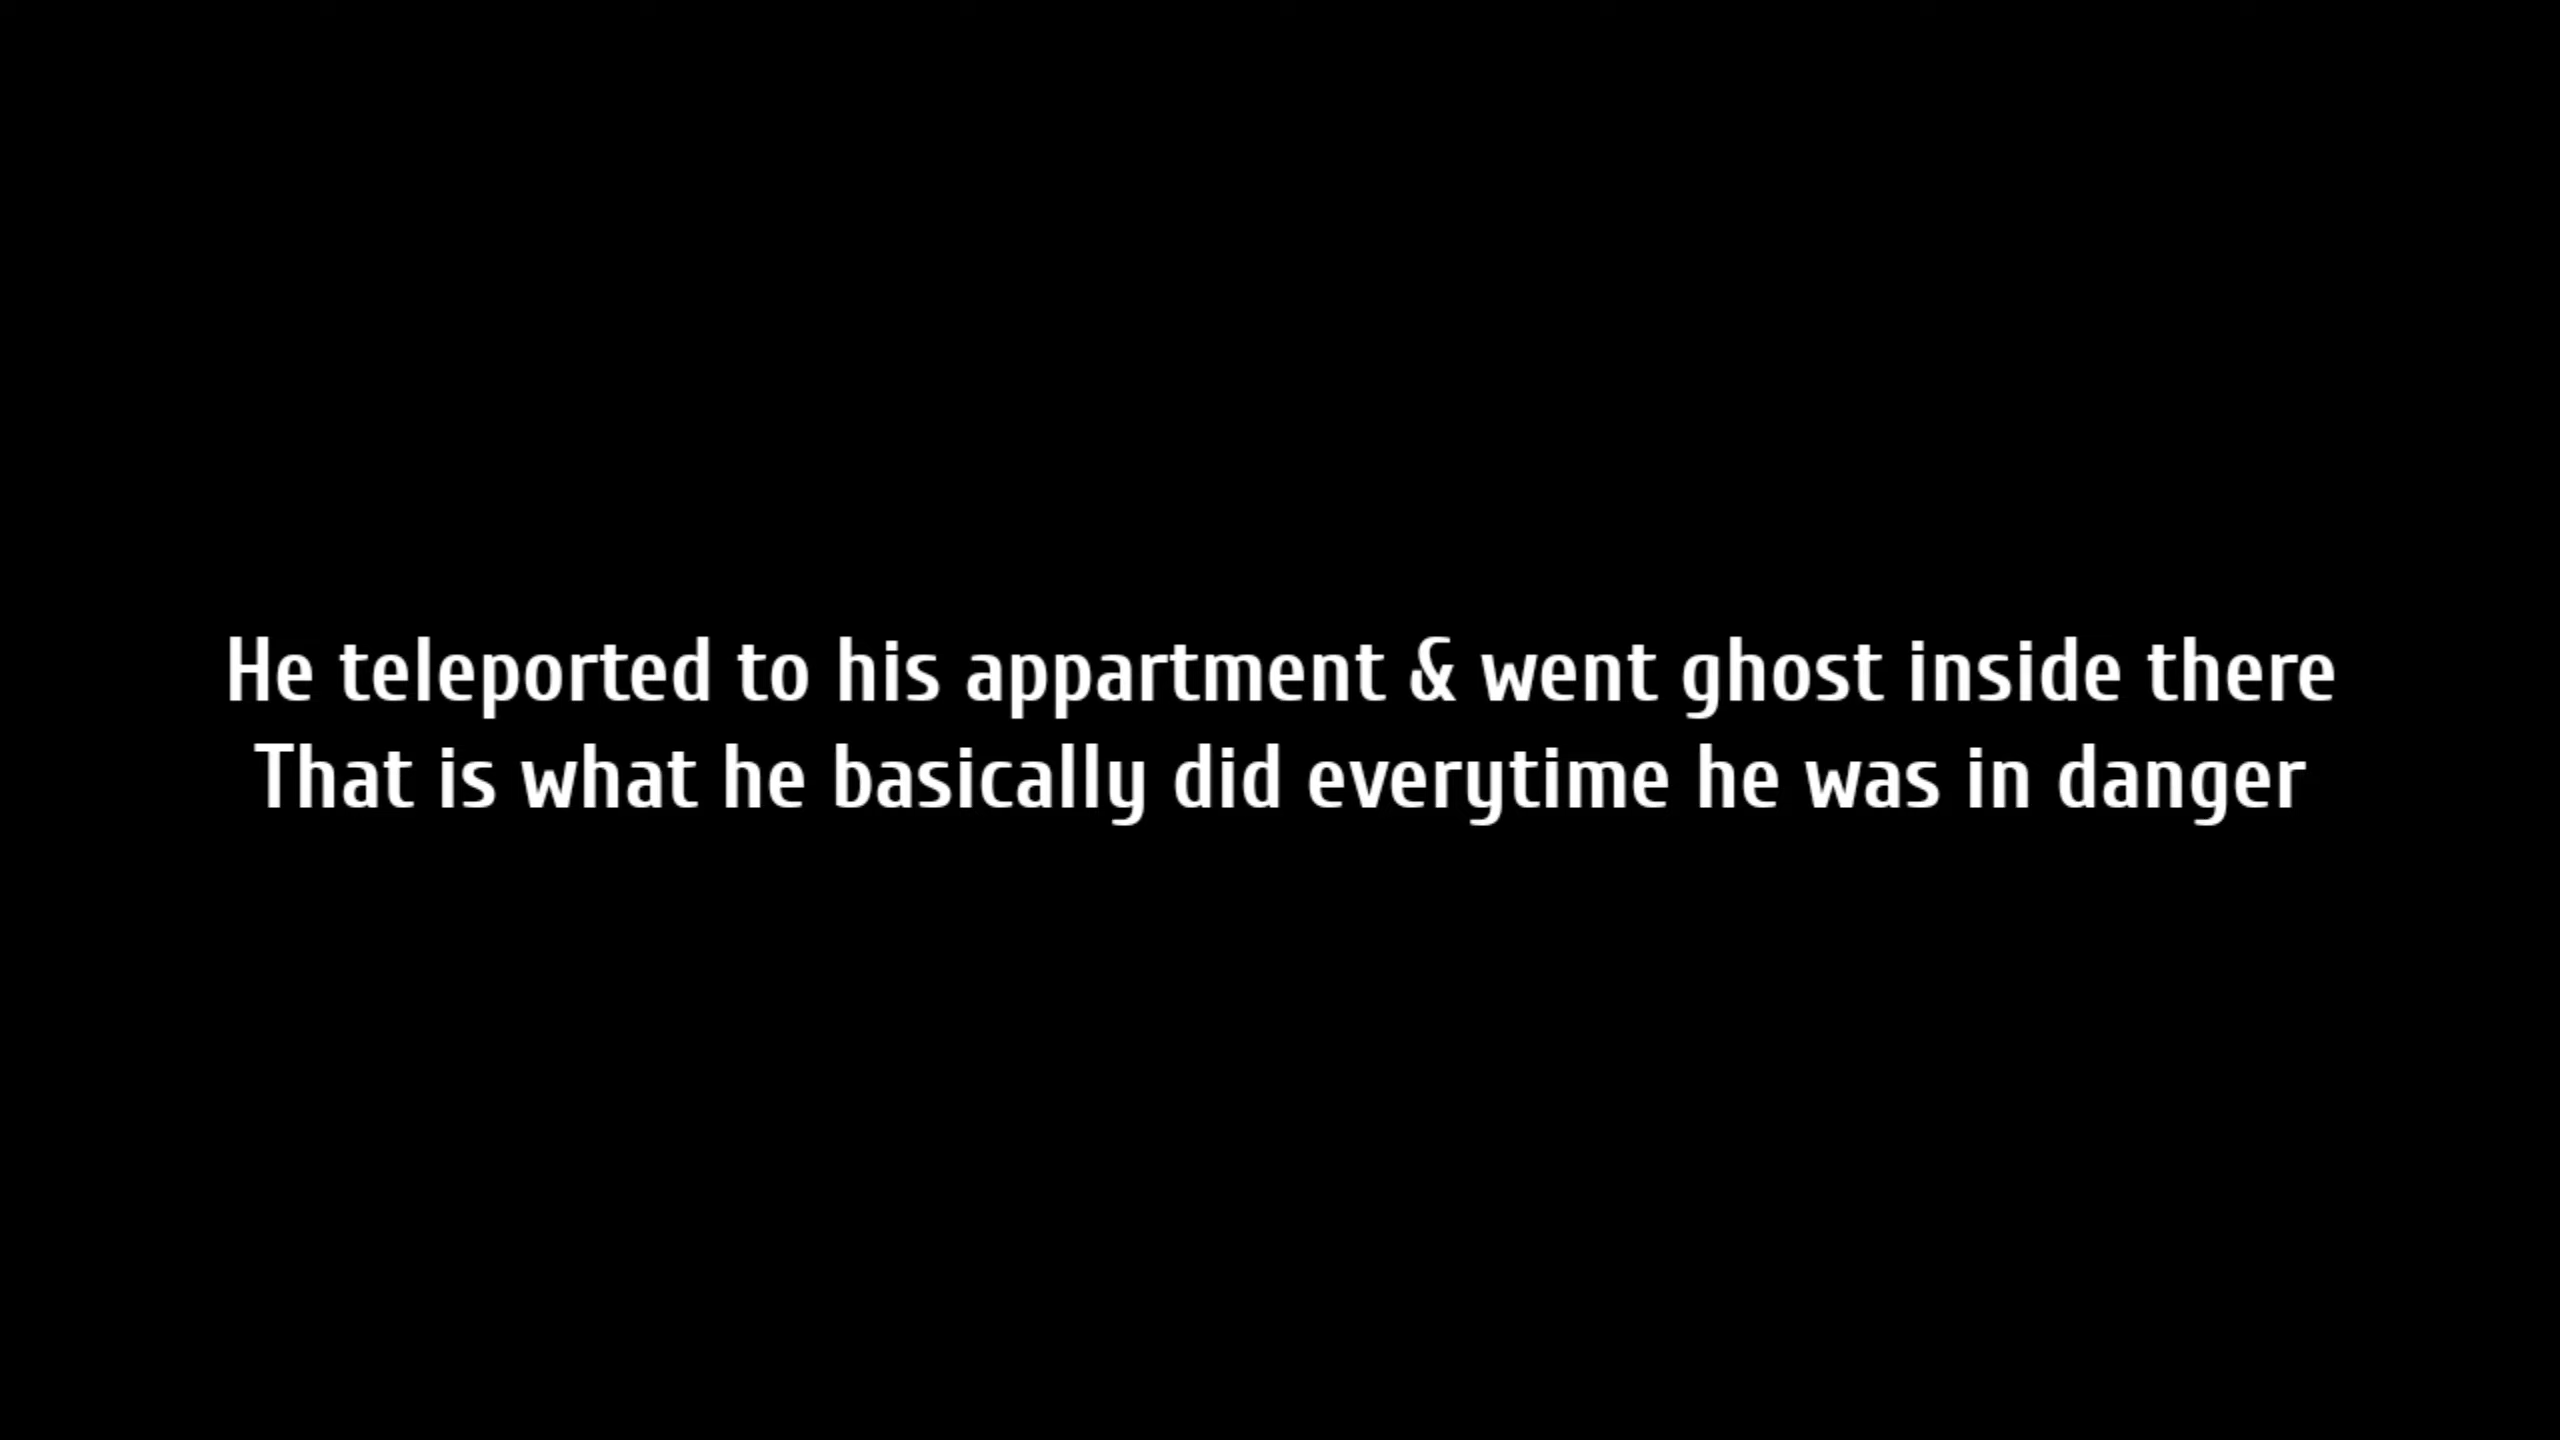 He teleported to his appartment & went ghost inside there
That is what he basically did everytime he was in danger